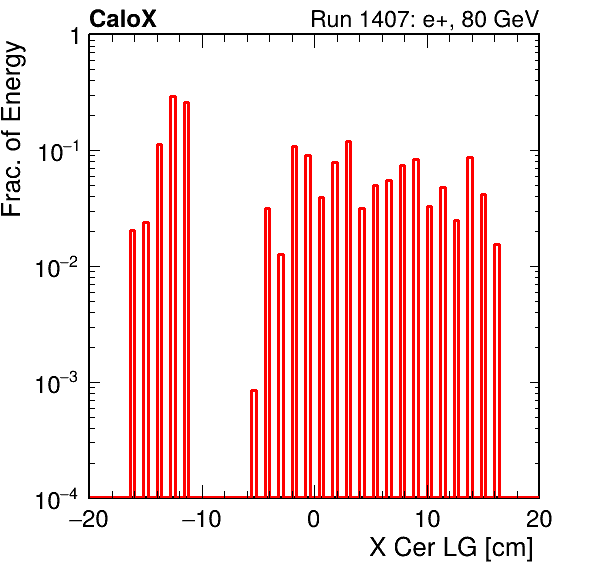 CaloX Run 1407: e+, 80 GeV
Frac. of Energy
1
10⁻¹
10⁻²
10⁻³
10⁻⁴
−20 −10 0 10 20
X Cer LG [cm]